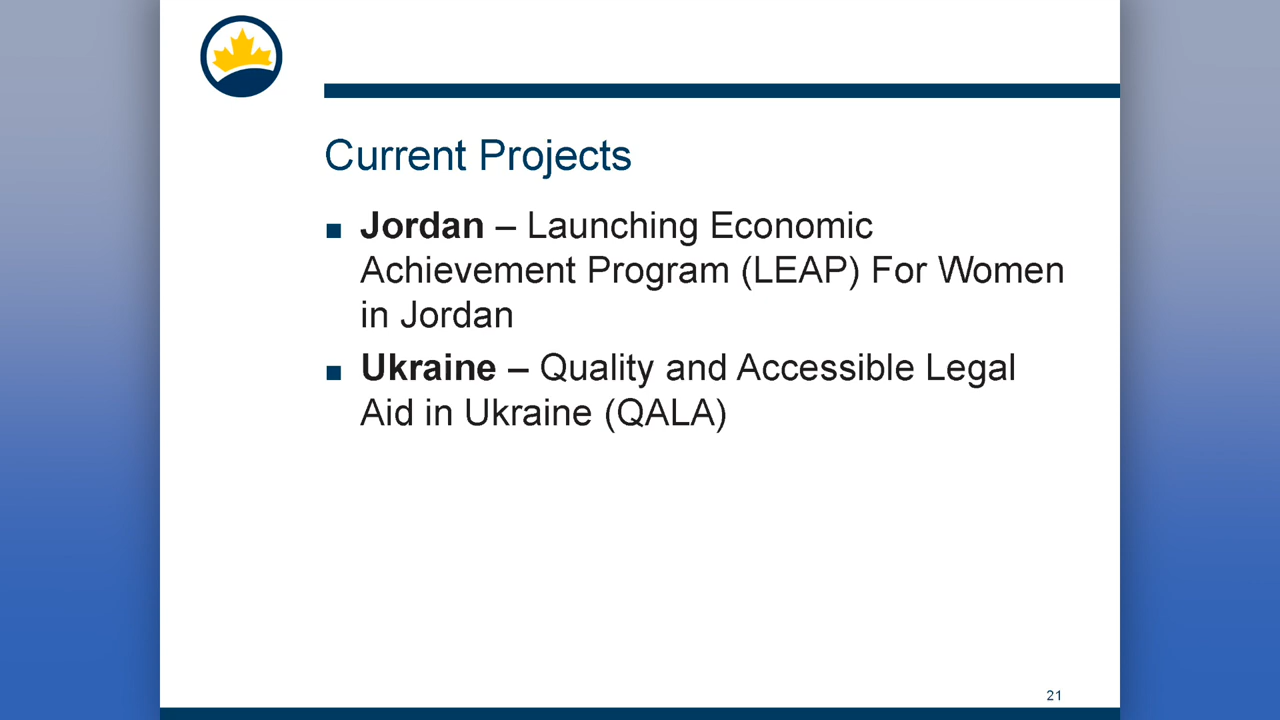 Current Projects
■ Jordan – Launching Economic
Achievement Program (LEAP) For Women
in Jordan
■ Ukraine – Quality and Accessible Legal
Aid in Ukraine (QALA)
21